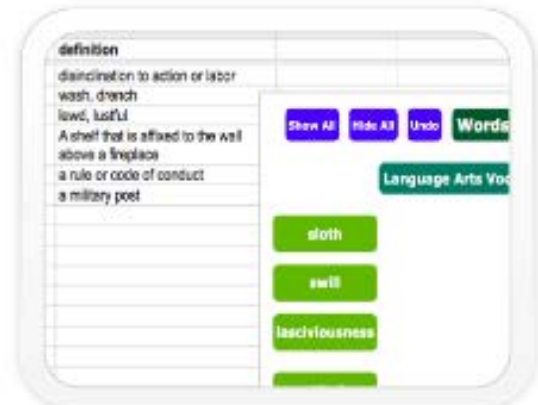 definition
disinclination to action or labor
wash, drench
lewd, lustful
A shelf that is affixed to the wall
above a fireplace
a rule or code of conduct
a military post
Show All Hide All Undo Words
Language Arts Voc
sloth
swill
lasciviousness